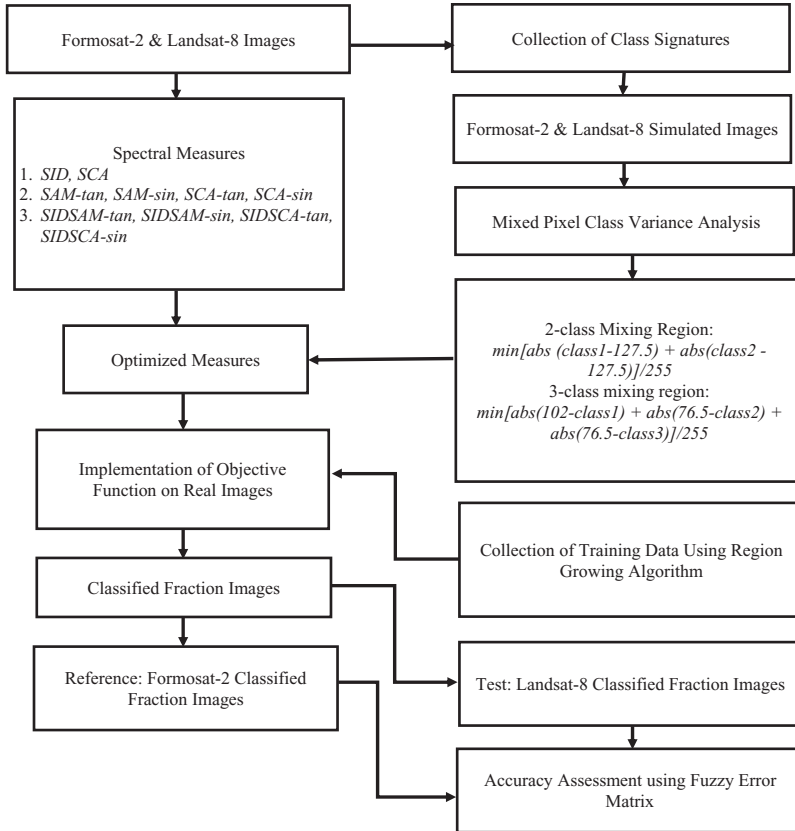 Formosat-2 & Landsat-8 Images
Collection of Class Signatures
Spectral Measures
1. SID, SCA
2. SAM-tan, SAM-sin, SCA-tan, SCA-sin
3. SIDSAM-tan, SIDSAM-sin, SIDSCA-tan,
SIDSCA-sin
Formosat-2 & Landsat-8 Simulated Images
Mixed Pixel Class Variance Analysis
2-class Mixing Region:
min[abs (class1-127.5) + abs(class2 -
127.5)]/255
3-class mixing region:
min[abs(102-class1) + abs(76.5-class2) +
abs(76.5-class3)]/255
Optimized Measures
Implementation of Objective
Function on Real Images
Collection of Training Data Using Region
Growing Algorithm
Classified Fraction Images
Reference: Formosat-2 Classified
Fraction Images
Test: Landsat-8 Classified Fraction Images
Accuracy Assessment using Fuzzy Error
Matrix